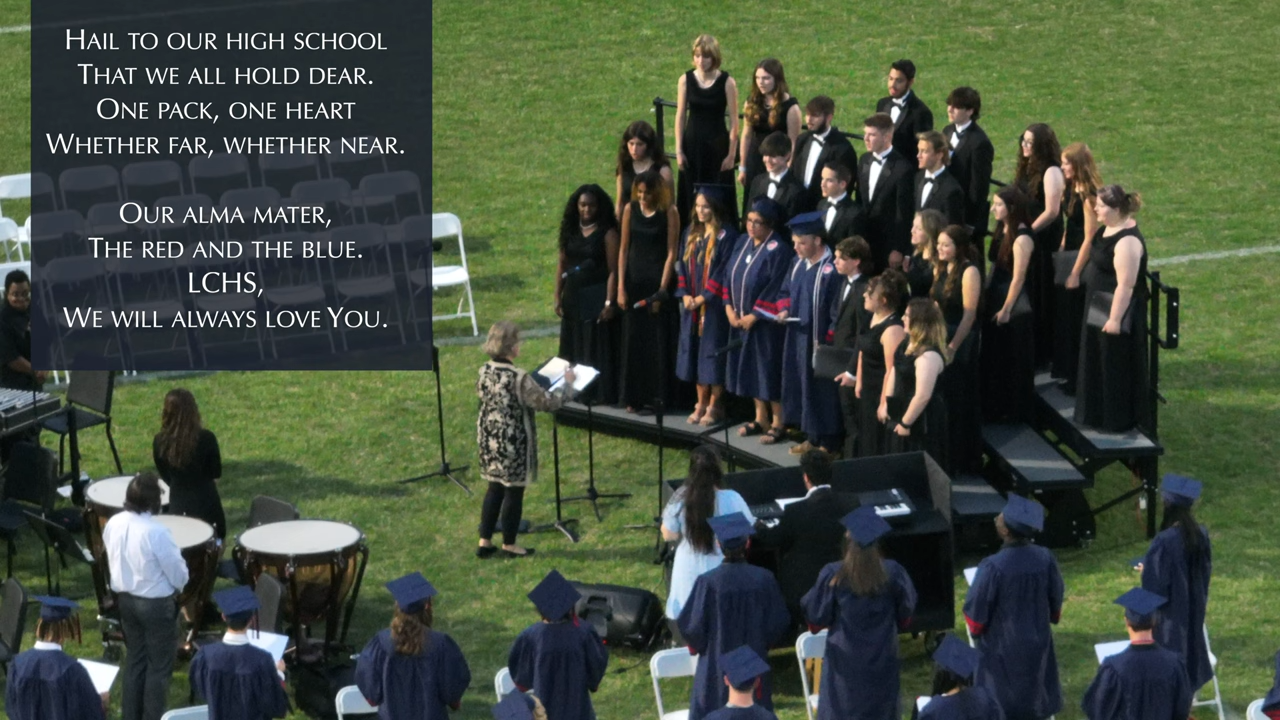 Hail to our high school
That we all hold dear.
One pack, one heart
Whether far, whether near.
Our alma mater,
The red and the blue.
LCHS,
We will always love You.